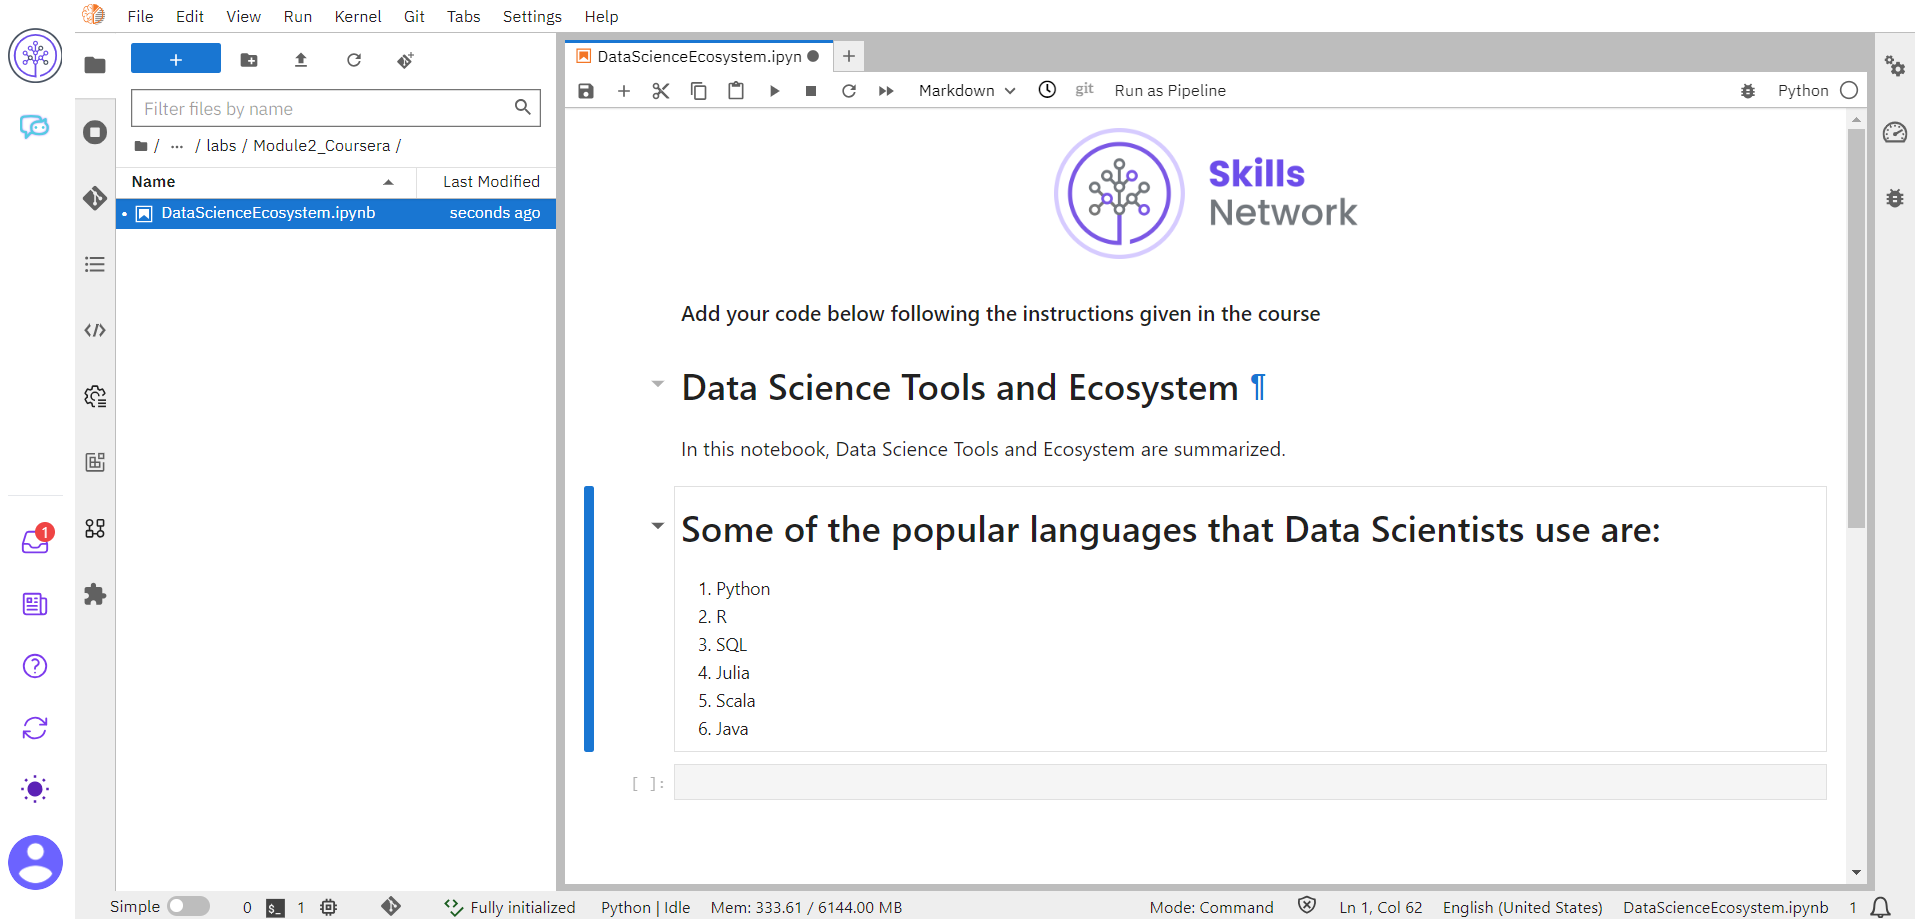 File Edit View Run Kernel Git Tabs Settings Help
+
Filter files by name
/ ... / labs / Module2_Coursera /
Name Last Modified
DataScienceEcosystem.ipynb seconds ago
1
DataScienceEcosystem.ipyn
Markdown git Run as Pipeline Python
Skills
Network
Add your code below following the instructions given in the course
Data Science Tools and Ecosystem ¶
In this notebook, Data Science Tools and Ecosystem are summarized.
Some of the popular languages that Data Scientists use are:
1. Python
2. R
3. SQL
4. Julia
5. Scala
6. Java
[ ]:
Simple 0 $_ 1 Fully initialized Python | Idle Mem: 333.61 / 6144.00 MB Mode: Command Ln 1, Col 62 English (United States) DataScienceEcosystem.ipynb 1